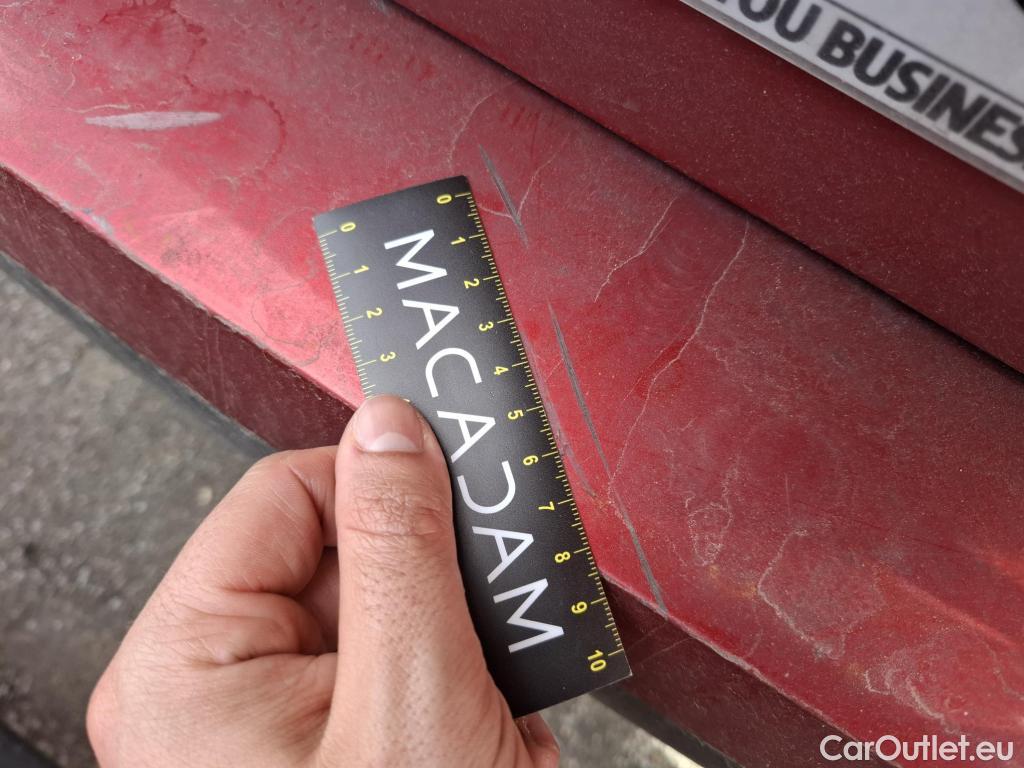 YOU BUSINES
0 1 2 3
MACADAM
0 1 2 3 4 5 6 7 8 9 10
CarOutlet.eu